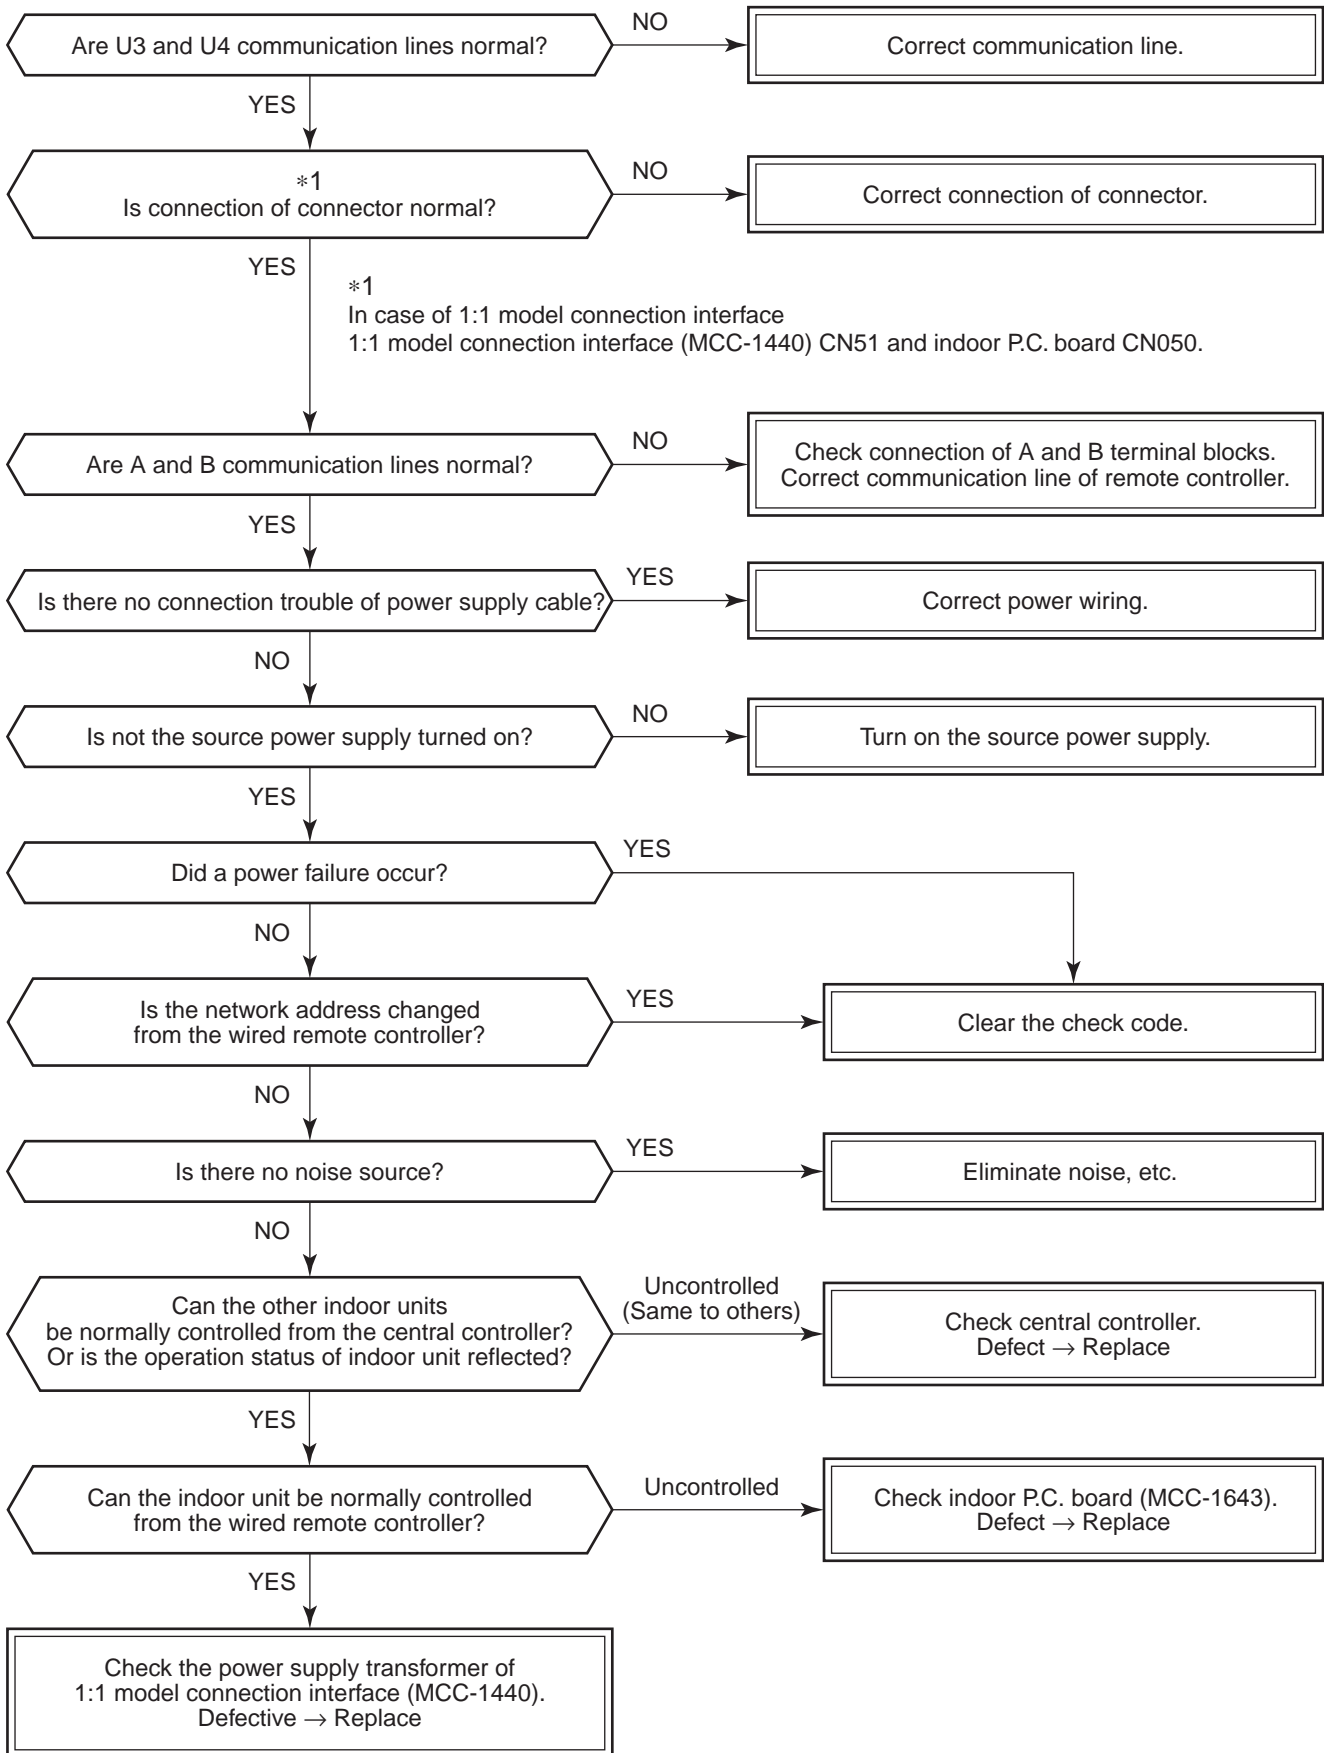 Are U3 and U4 communication lines normal?
NO
Correct communication line.
YES
*1
Is connection of connector normal?
NO
Correct connection of connector.
YES
*1
In case of 1:1 model connection interface
1:1 model connection interface (MCC-1440) CN51 and indoor P.C. board CN050.
Are A and B communication lines normal?
NO
Check connection of A and B terminal blocks.
Correct communication line of remote controller.
YES
Is there no connection trouble of power supply cable?
YES
Correct power wiring.
NO
Is not the source power supply turned on?
NO
Turn on the source power supply.
YES
Did a power failure occur?
YES
NO
Is the network address changed
from the wired remote controller?
YES
Clear the check code.
NO
Is there no noise source?
YES
Eliminate noise, etc.
NO
Can the other indoor units
be normally controlled from the central controller?
Or is the operation status of indoor unit reflected?
Uncontrolled
(Same to others)
Check central controller.
Defect → Replace
YES
Can the indoor unit be normally controlled
from the wired remote controller?
Uncontrolled
Check indoor P.C. board (MCC-1643).
Defect → Replace
YES
Check the power supply transformer of
1:1 model connection interface (MCC-1440).
Defective → Replace